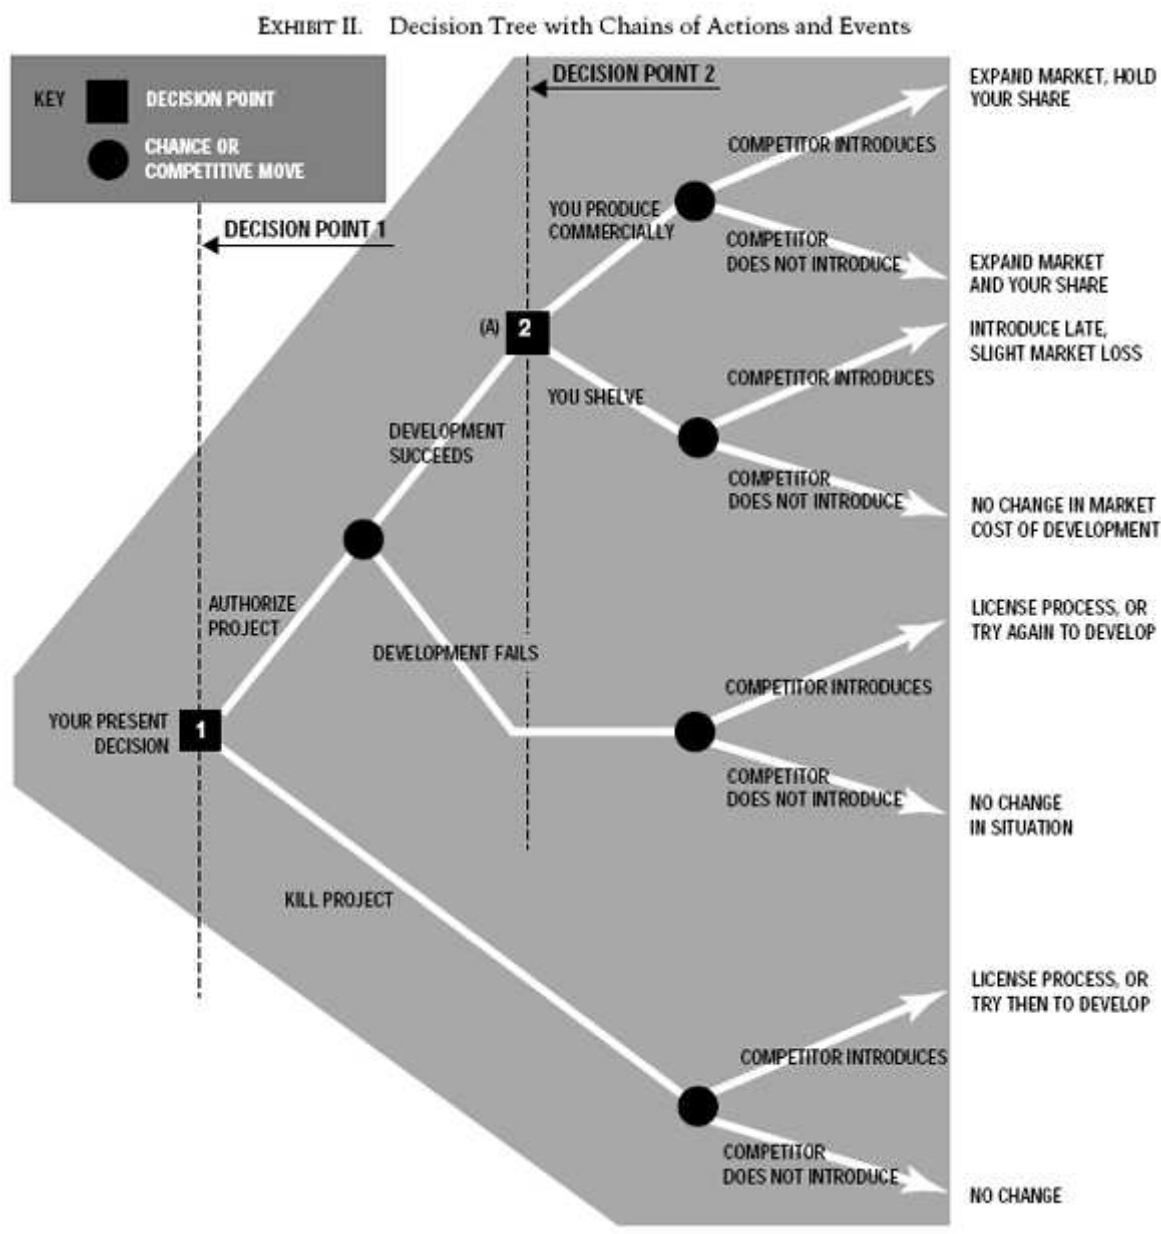 EXHIBIT II. Decision Tree with Chains of Actions and Events
KEY
DECISION POINT
CHANCE OR
COMPETITIVE MOVE
DECISION POINT 1
DECISION POINT 2
YOUR PRESENT
DECISION
1
AUTHORIZE
PROJECT
KILL PROJECT
DEVELOPMENT
SUCCEEDS
DEVELOPMENT FAILS
(A)
2
YOU PRODUCE
COMMERCIALLY
YOU SHELVE
COMPETITOR INTRODUCES
EXPAND MARKET, HOLD
YOUR SHARE
COMPETITOR
DOES NOT INTRODUCE
EXPAND MARKET
AND YOUR SHARE
COMPETITOR INTRODUCES
INTRODUCE LATE,
SLIGHT MARKET LOSS
COMPETITOR
DOES NOT INTRODUCE
NO CHANGE IN MARKET
COST OF DEVELOPMENT
COMPETITOR INTRODUCES
LICENSE PROCESS, OR
TRY AGAIN TO DEVELOP
COMPETITOR
DOES NOT INTRODUCE
NO CHANGE
IN SITUATION
COMPETITOR INTRODUCES
LICENSE PROCESS, OR
TRY THEN TO DEVELOP
COMPETITOR
DOES NOT INTRODUCE
NO CHANGE